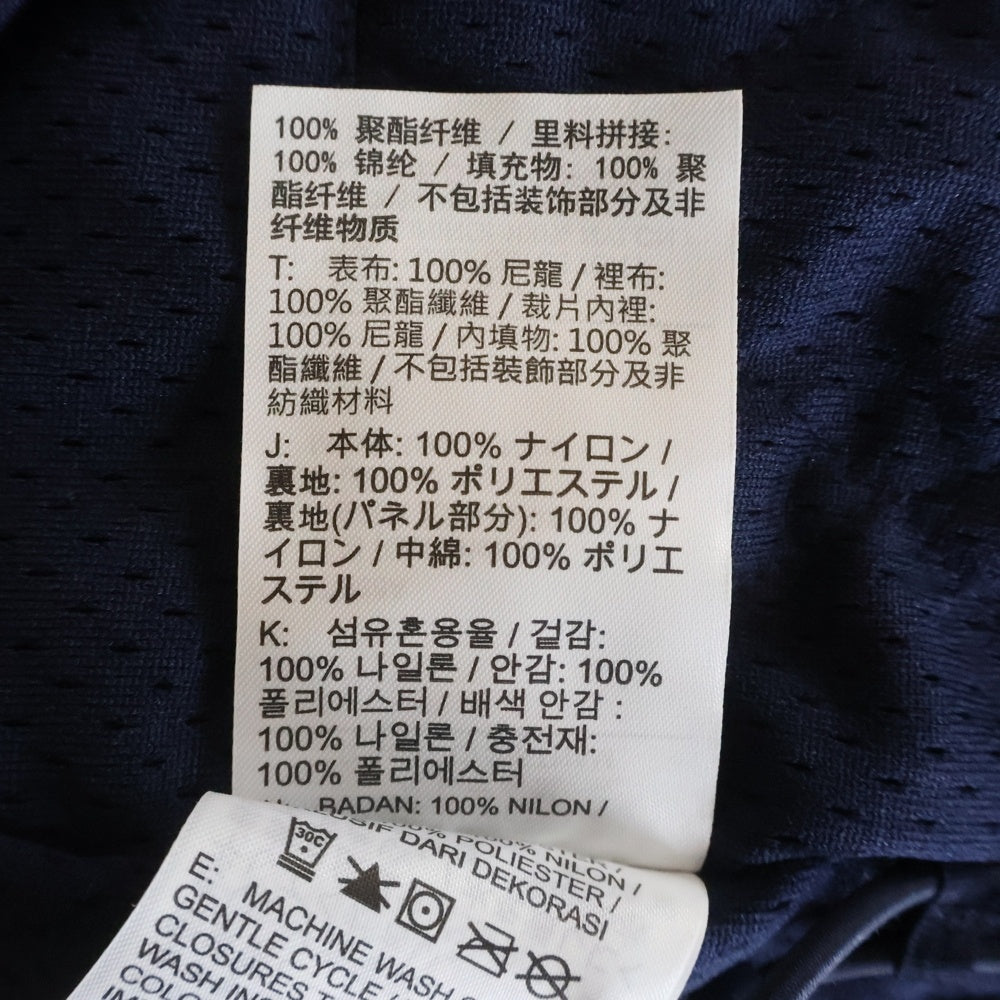 100% 聚酯纤维 / 里料拼接:
100% 锦纶 / 填充物: 100% 聚
酯纤维 / 不包括装饰部分及非
纤维物质
T: 表布: 100% 尼龍 / 裡布:
100% 聚酯纖維 / 裁片內裡:
100% 尼龍 / 內填物: 100% 聚
酯纖維 / 不包括裝飾部分及非
紡織材料
J: 本体: 100% ナイロン /
裏地: 100% ポリエステル /
裏地(パネル部分): 100% ナ
イロン / 中綿: 100% ポリエ
ステル
K: 섬유혼용율 / 겉감:
100% 나일론 / 안감: 100%
폴리에스터 / 배색 안감 :
100% 나일론 / 충전재:
100% 폴리에스터
BADAN: 100% NILON /
NILON /
POLIESTER /
DARI DEKORASI
30C
E: MACHINE WASH
GENTLE CYCLE
CLOSURES
WASH